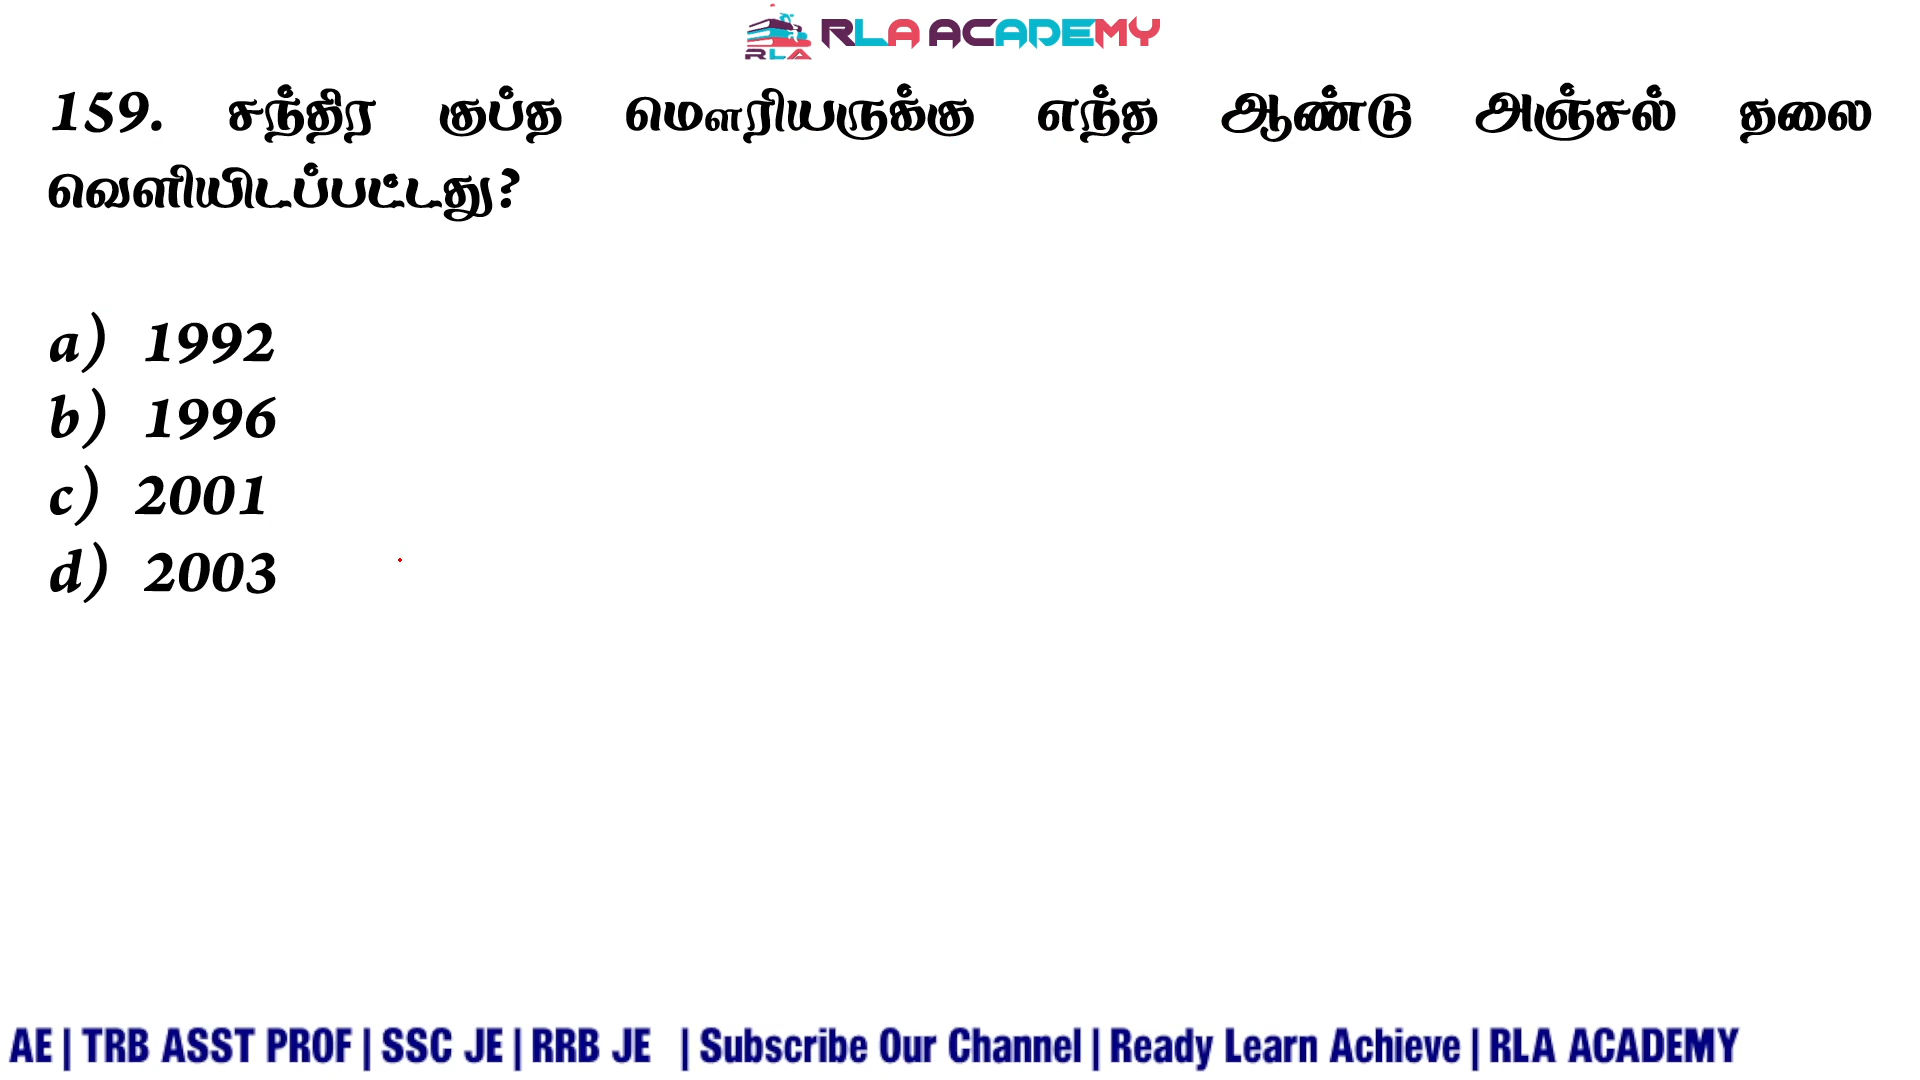 RLA ACADEMY
RLA
159. சந்திர குப்த மௌரியருக்கு எந்த ஆண்டு அஞ்சல் தலை
வெளியிடப்பட்டது?
a) 1992
b) 1996
c) 2001
d) 2003
AE | TRB ASST PROF | SSC JE | RRB JE | Subscribe Our Channel | Ready Learn Achieve | RLA ACADEMY